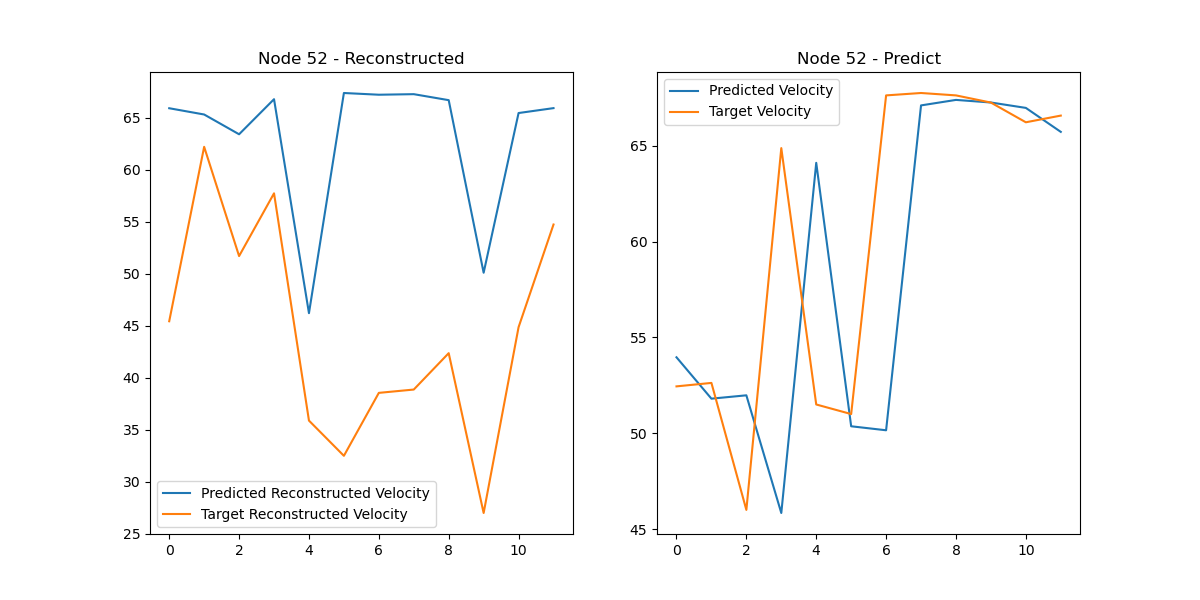 Node 52 - Reconstructed
65
60
55
50
45
40
35
30
25
0 2 4 6 8 10
Predicted Reconstructed Velocity
Target Reconstructed Velocity
Node 52 - Predict
Predicted Velocity
Target Velocity
65
60
55
50
45
0 2 4 6 8 10